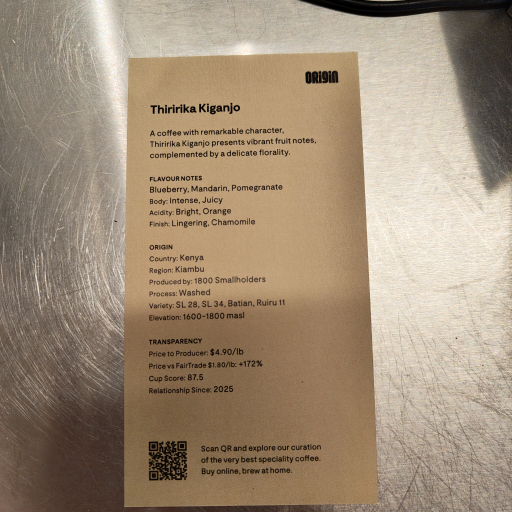 ORIGIN
Thiririka Kiganjo
A coffee with remarkable character,
Thiririka Kiganjo presents vibrant fruit notes,
complemented by a delicate florality.
FLAVOUR NOTES
Blueberry, Mandarin, Pomegranate
Body: Intense, Juicy
Acidity: Bright, Orange
Finish: Lingering, Chamomile
ORIGIN
Country: Kenya
Region: Kiambu
Produced by: 1800 Smallholders
Process: Washed
Variety: SL 28, SL 34, Batian, Ruiru 11
Elevation: 1600-1800 masl
TRANSPARENCY
Price to Producer: $4.90/lb
Price vs FairTrade $1.80/lb: +172%
Cup Score: 87.5
Relationship Since: 2025
Scan QR and explore our curation
of the very best speciality coffee.
Buy online, brew at home.